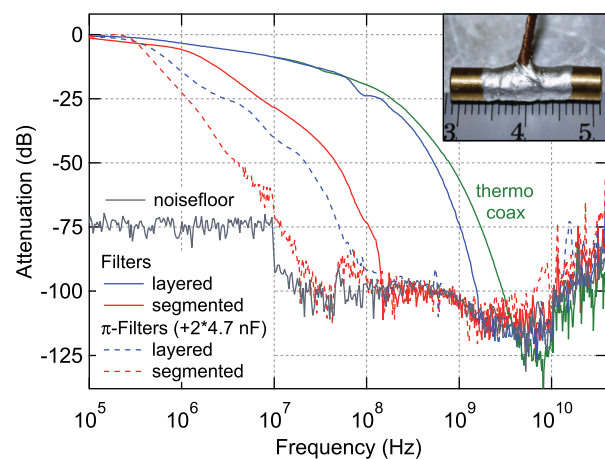 0
-25
-50
-75
-100
-125
Attenuation (dB)
10^5
10^6
10^7
10^8
10^9
10^10
Frequency (Hz)
noisefloor
Filters
layered
segmented
π-Filters (+2*4.7 nF)
layered
segmented
thermo
coax
3 4 5